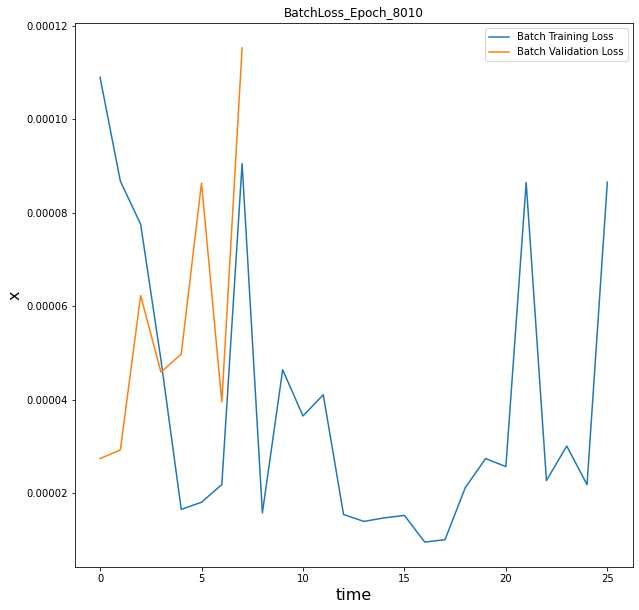 BatchLoss_Epoch_8010
Batch Training Loss
Batch Validation Loss
0.00012
0.00010
0.00008
0.00006
0.00004
0.00002
x
0 5 10 15 20 25
time